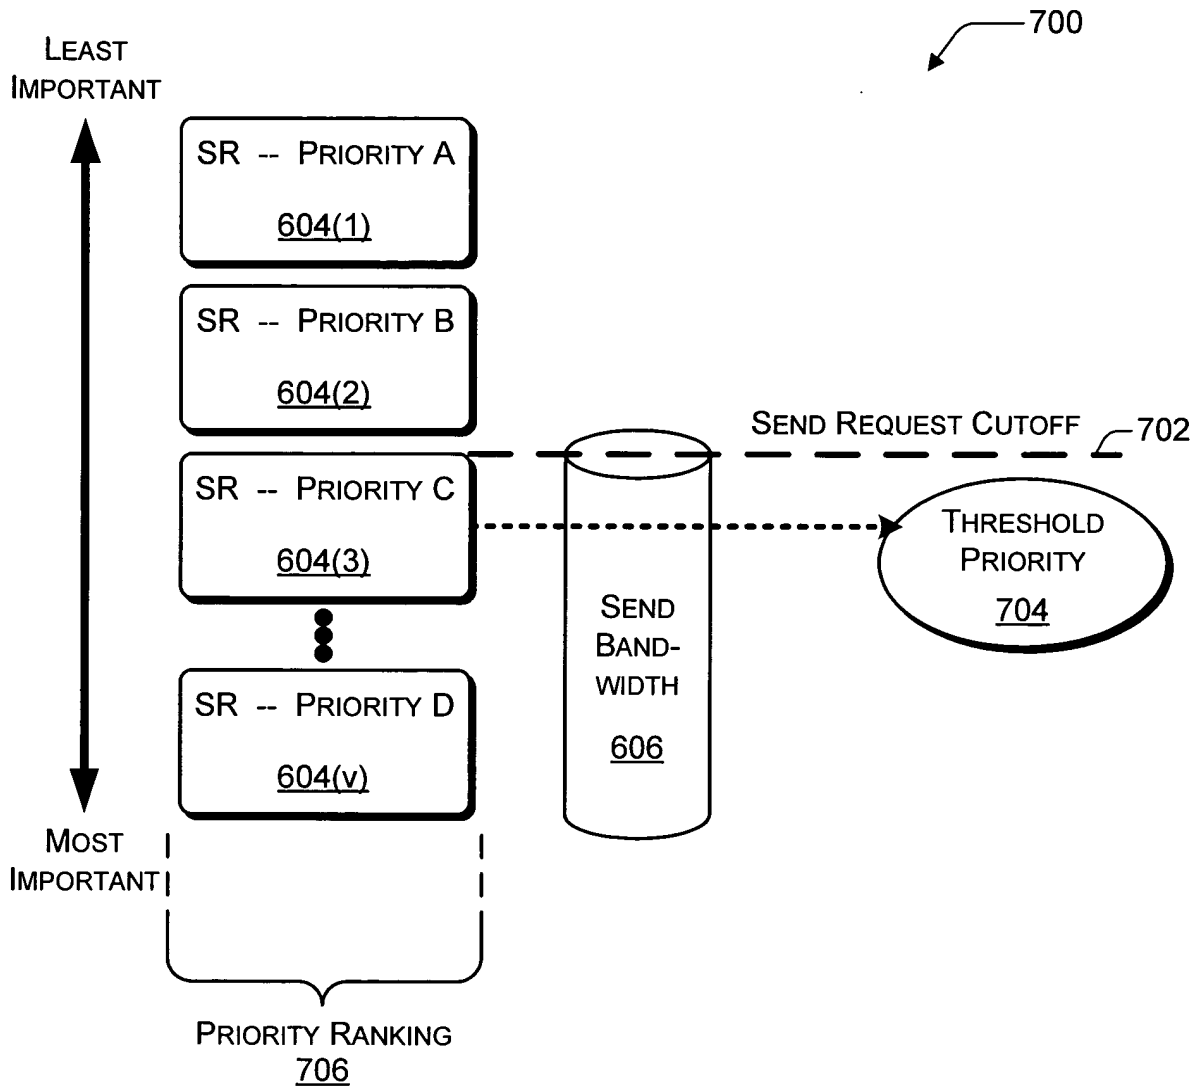 700
LEAST
IMPORTANT
SR -- PRIORITY A
604(1)
SR -- PRIORITY B
604(2)
SEND REQUEST CUTOFF
702
SR -- PRIORITY C
604(3)
THRESHOLD
PRIORITY
704
SEND
BAND-
WIDTH
606
SR -- PRIORITY D
604(v)
MOST
IMPORTANT
PRIORITY RANKING
706